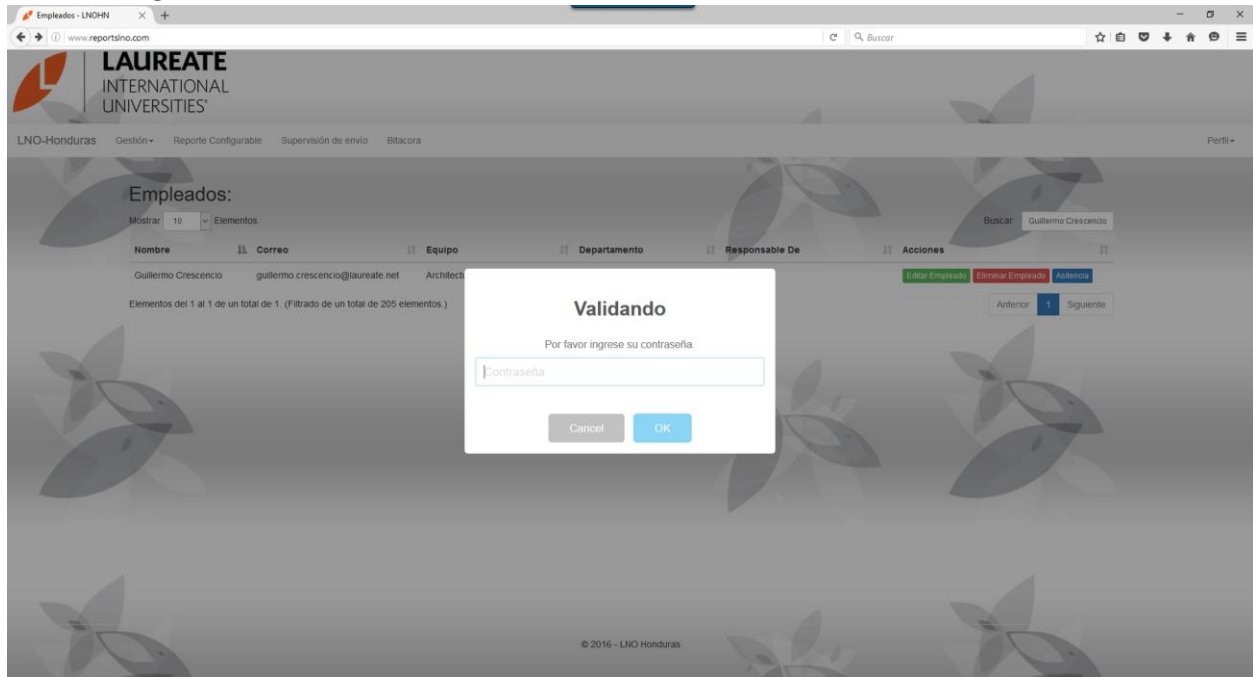 Empleados - LNOHN
www.reportslno.com
Buscar
LAUREATE
INTERNATIONAL
UNIVERSITIES®
LNO-Honduras Gestión Reporte Configurable Supervisión de envío Bitacora Perfil
Empleados:
Mostrar 10 Elementos. Buscar: Guillermo Crescencio
Nombre Correo Equipo Departamento Responsable De Acciones
Guillermo Crescencio guillermo.crescencio@laureate.net Architectu Editar Empleado Eliminar Empleado Asitencia
Elementos del 1 al 1 de un total de 1. (Filtrado de un total de 205 elementos.) Anterior 1 Siguiente
Validando
Por favor ingrese su contraseña.
Contraseña
Cancel OK
© 2016 - LNO Honduras